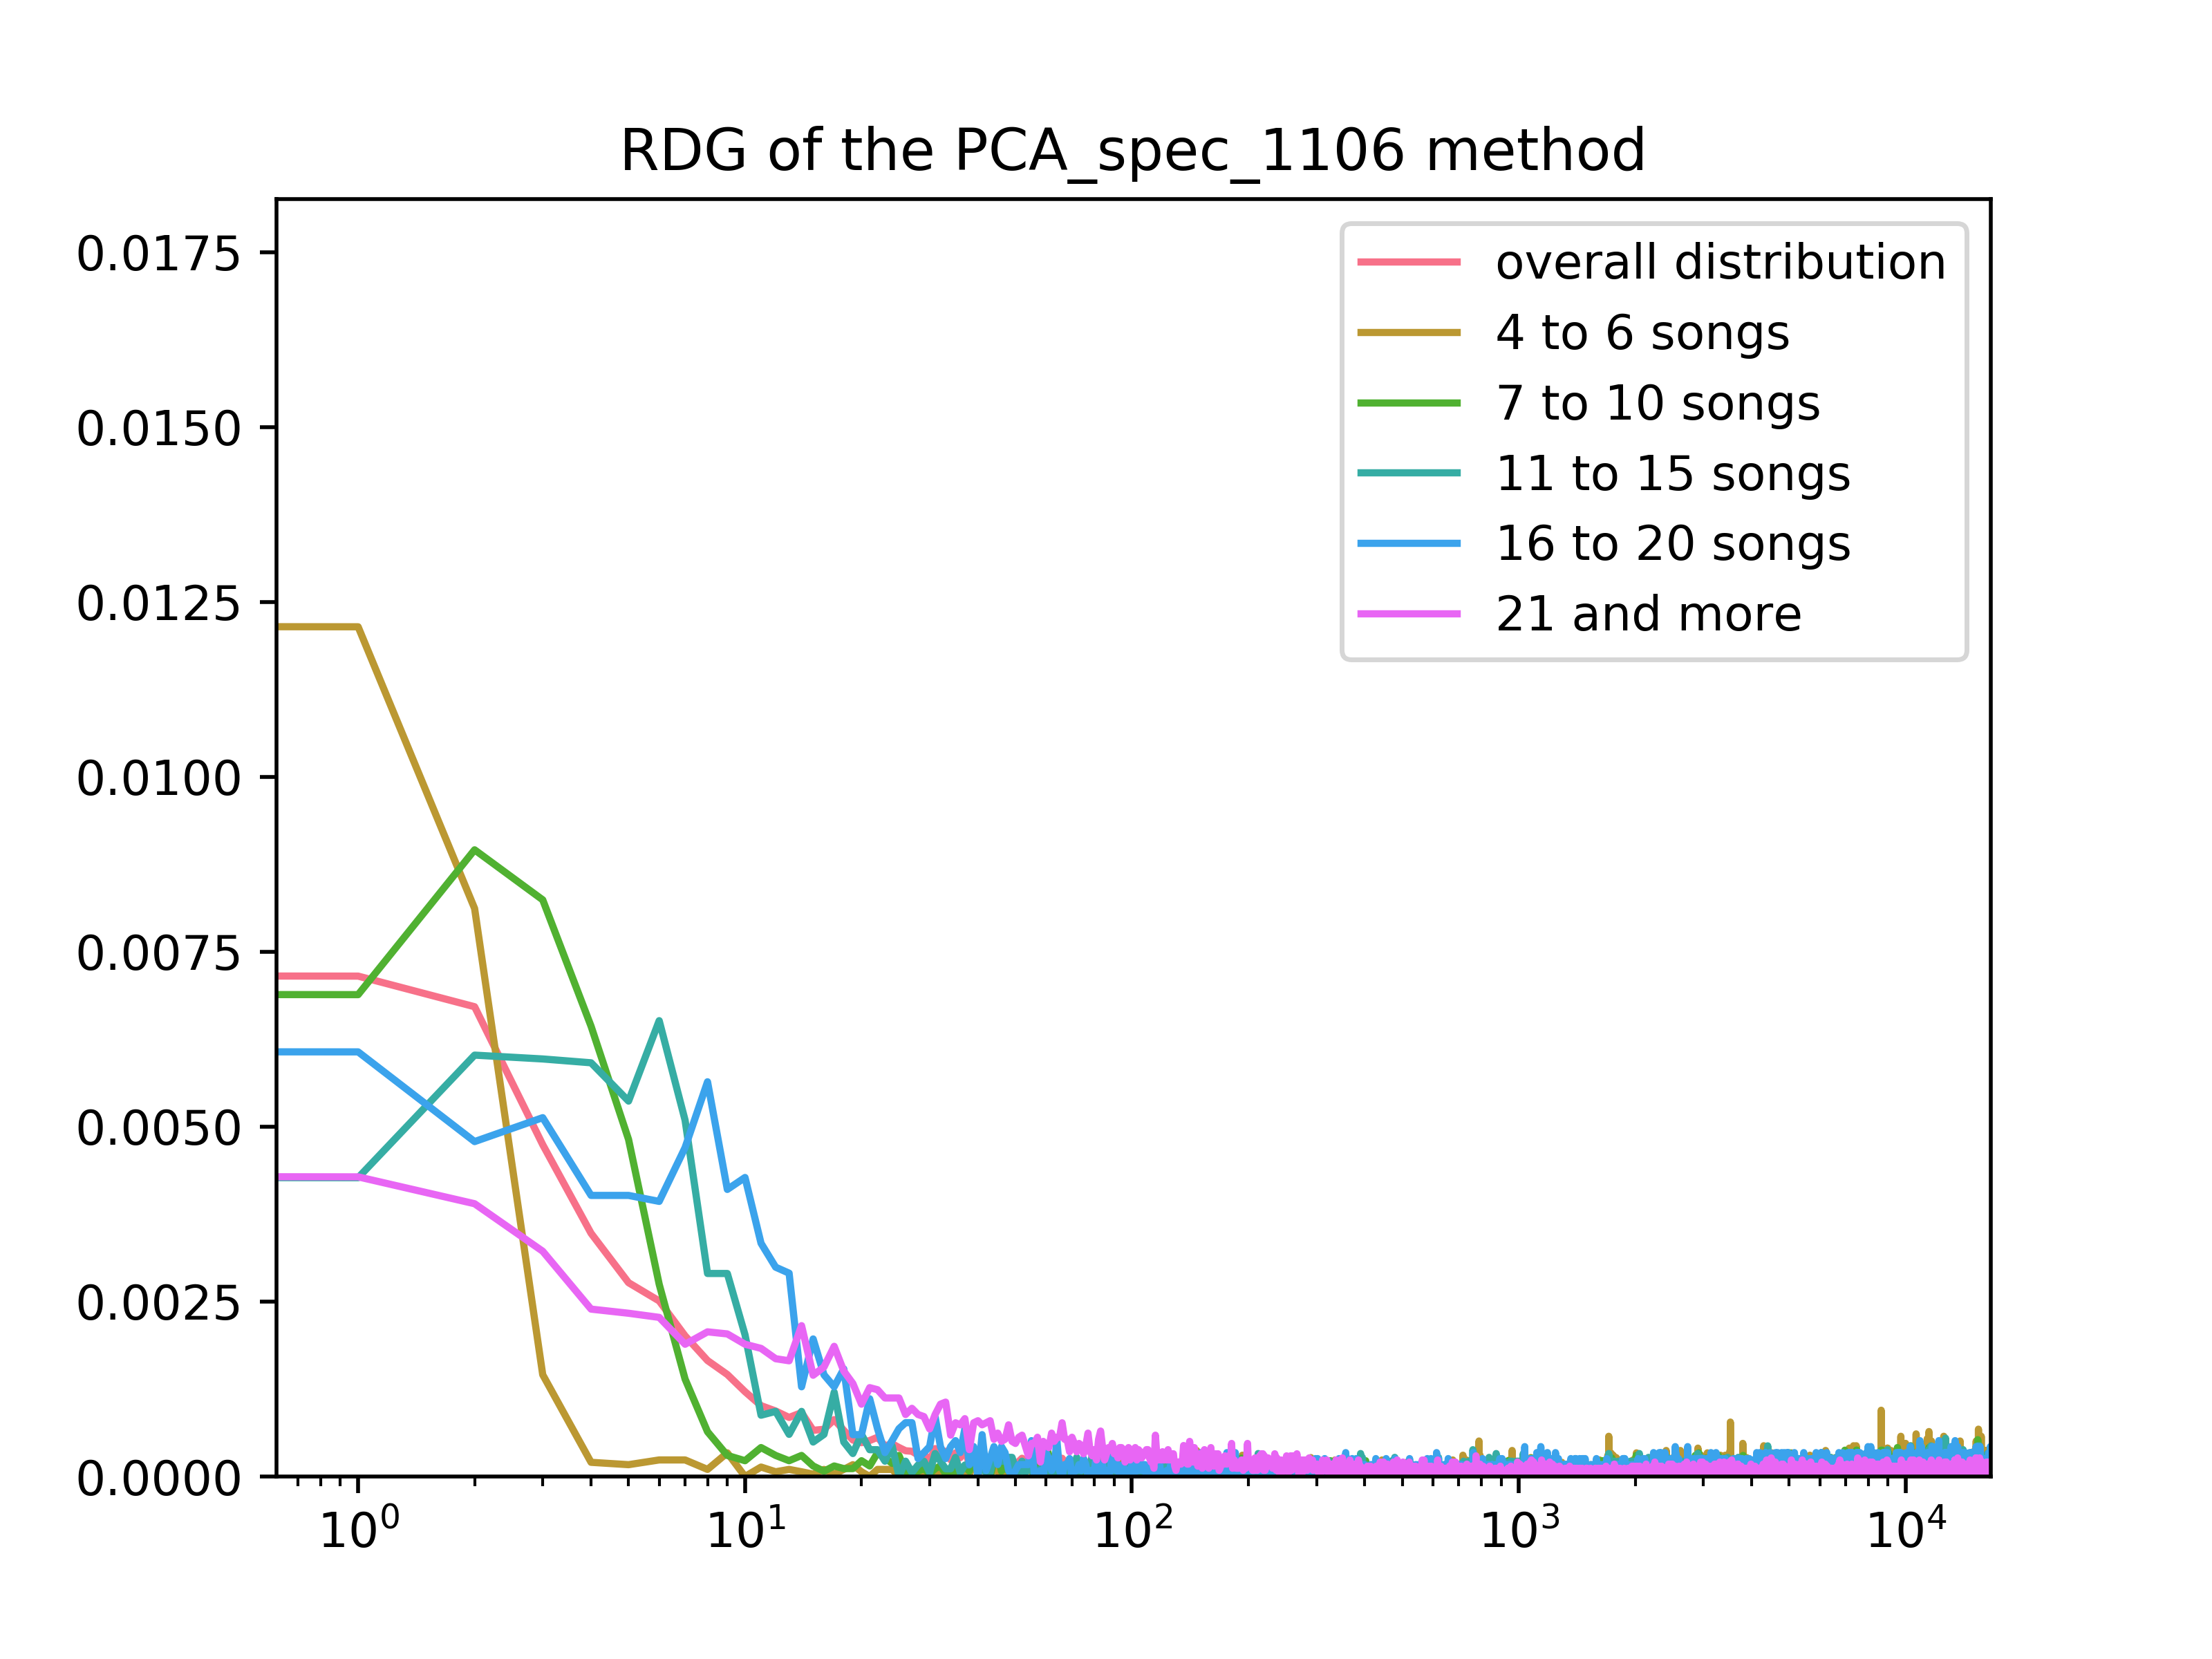 RDG of the PCA_spec_1106 method
0.0175
0.0150
0.0125
0.0100
0.0075
0.0050
0.0025
0.0000
overall distribution
4 to 6 songs
7 to 10 songs
11 to 15 songs
16 to 20 songs
21 and more
10⁰ 10¹ 10² 10³ 10⁴